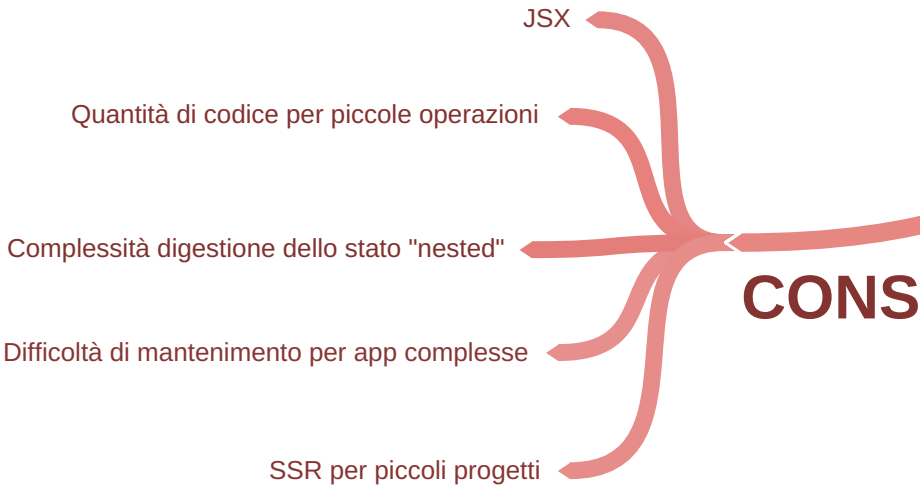 JSX
Quantità di codice per piccole operazioni
Complessità digestione dello stato "nested"
CONS
Difficoltà di mantenimento per app complesse
SSR per piccoli progetti